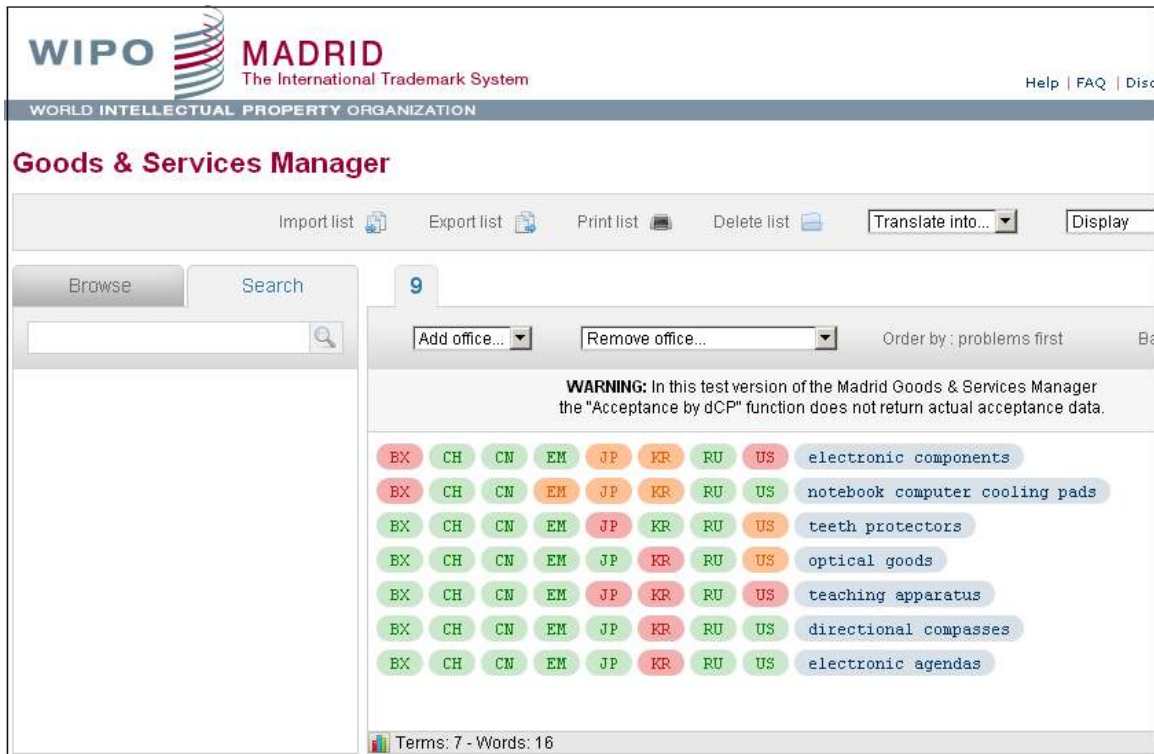 WIPO MADRID
The International Trademark System
Help | FAQ | Disc
WORLD INTELLECTUAL PROPERTY ORGANIZATION
Goods & Services Manager
Import list Export list Print list Delete list Translate into... Display
Browse Search 9
Add office... Remove office... Order by : problems first Ba
WARNING: In this test version of the Madrid Goods & Services Manager
the "Acceptance by dCP" function does not return actual acceptance data.
BX CH CN EM JP KR RU US electronic components
BX CH CN EM JP KR RU US notebook computer cooling pads
BX CH CN EM JP KR RU US teeth protectors
BX CH CN EM JP KR RU US optical goods
BX CH CN EM JP KR RU US teaching apparatus
BX CH CN EM JP KR RU US directional compasses
BX CH CN EM JP KR RU US electronic agendas
Terms: 7 - Words: 16